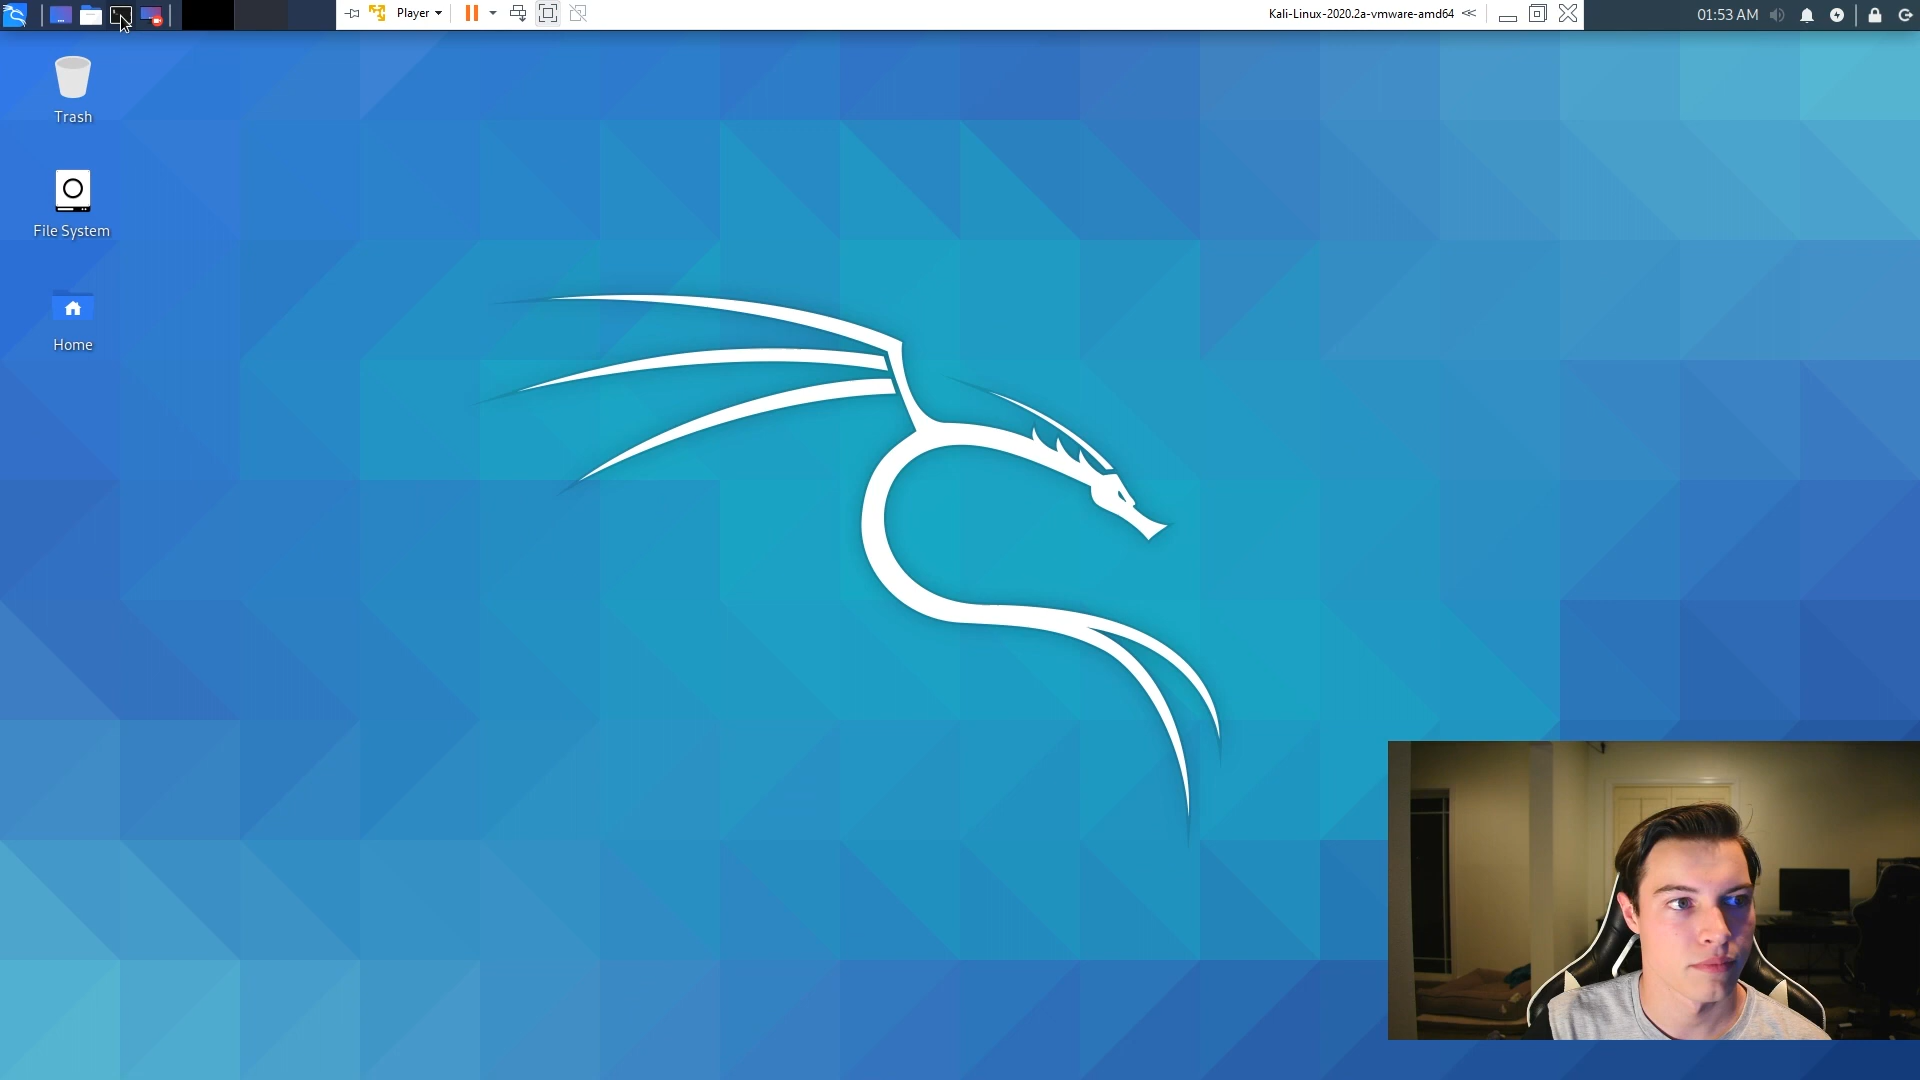 Player
Kali-Linux-2020.2a-vmware-amd64
01:53 AM
Trash
File System
Home